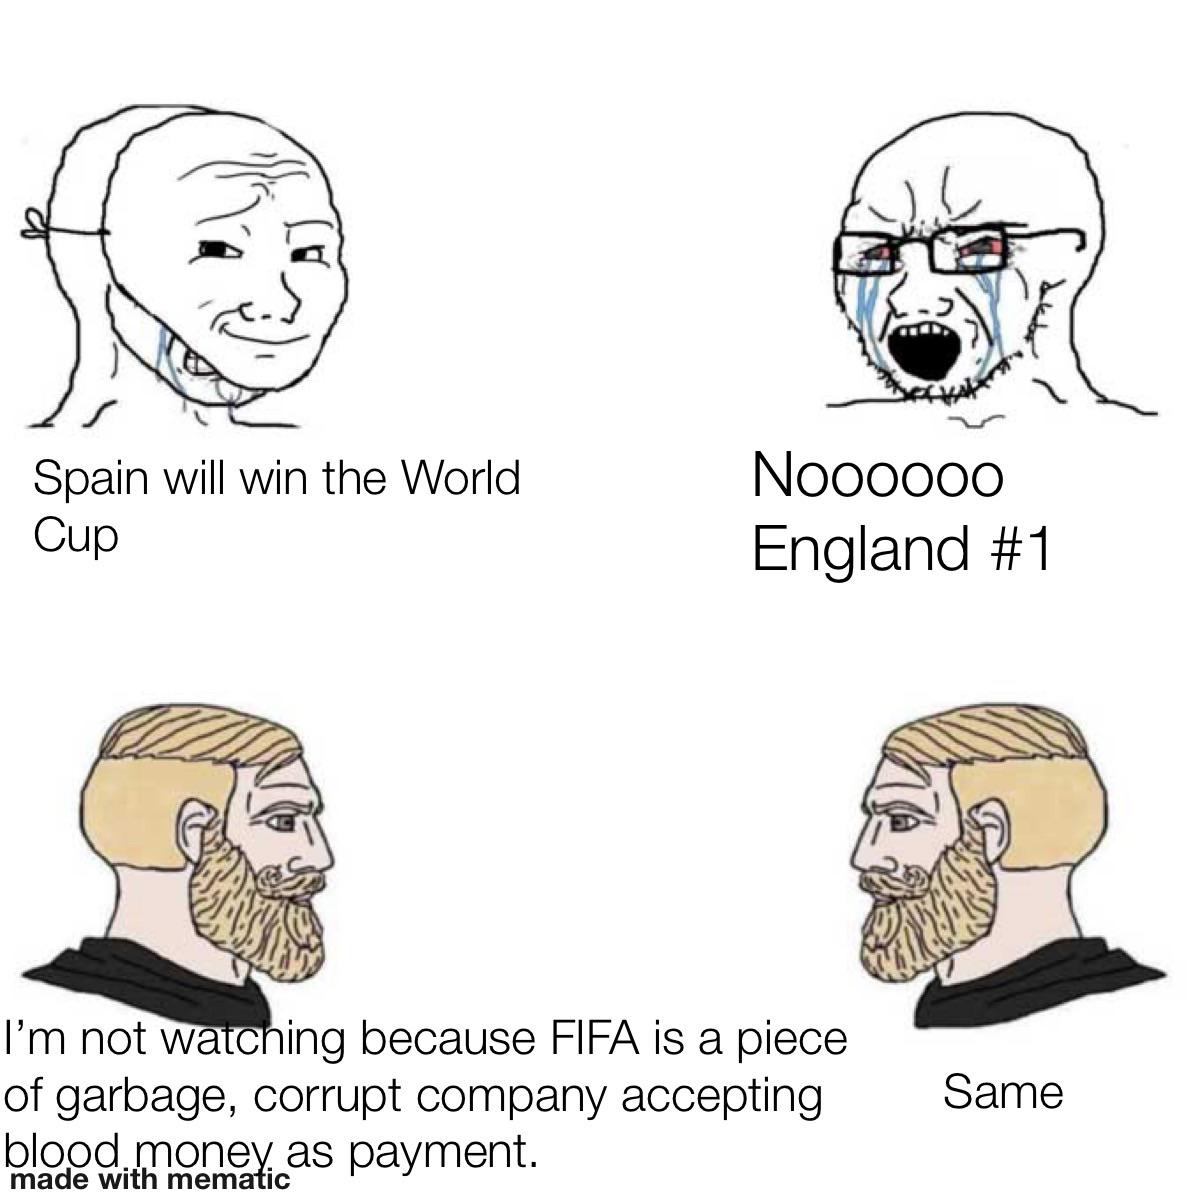 Spain will win the World
Cup
Noooooo
England #1
I'm not watching because FIFA is a piece
of garbage, corrupt company accepting
blood money as payment.
Same
made with mematic